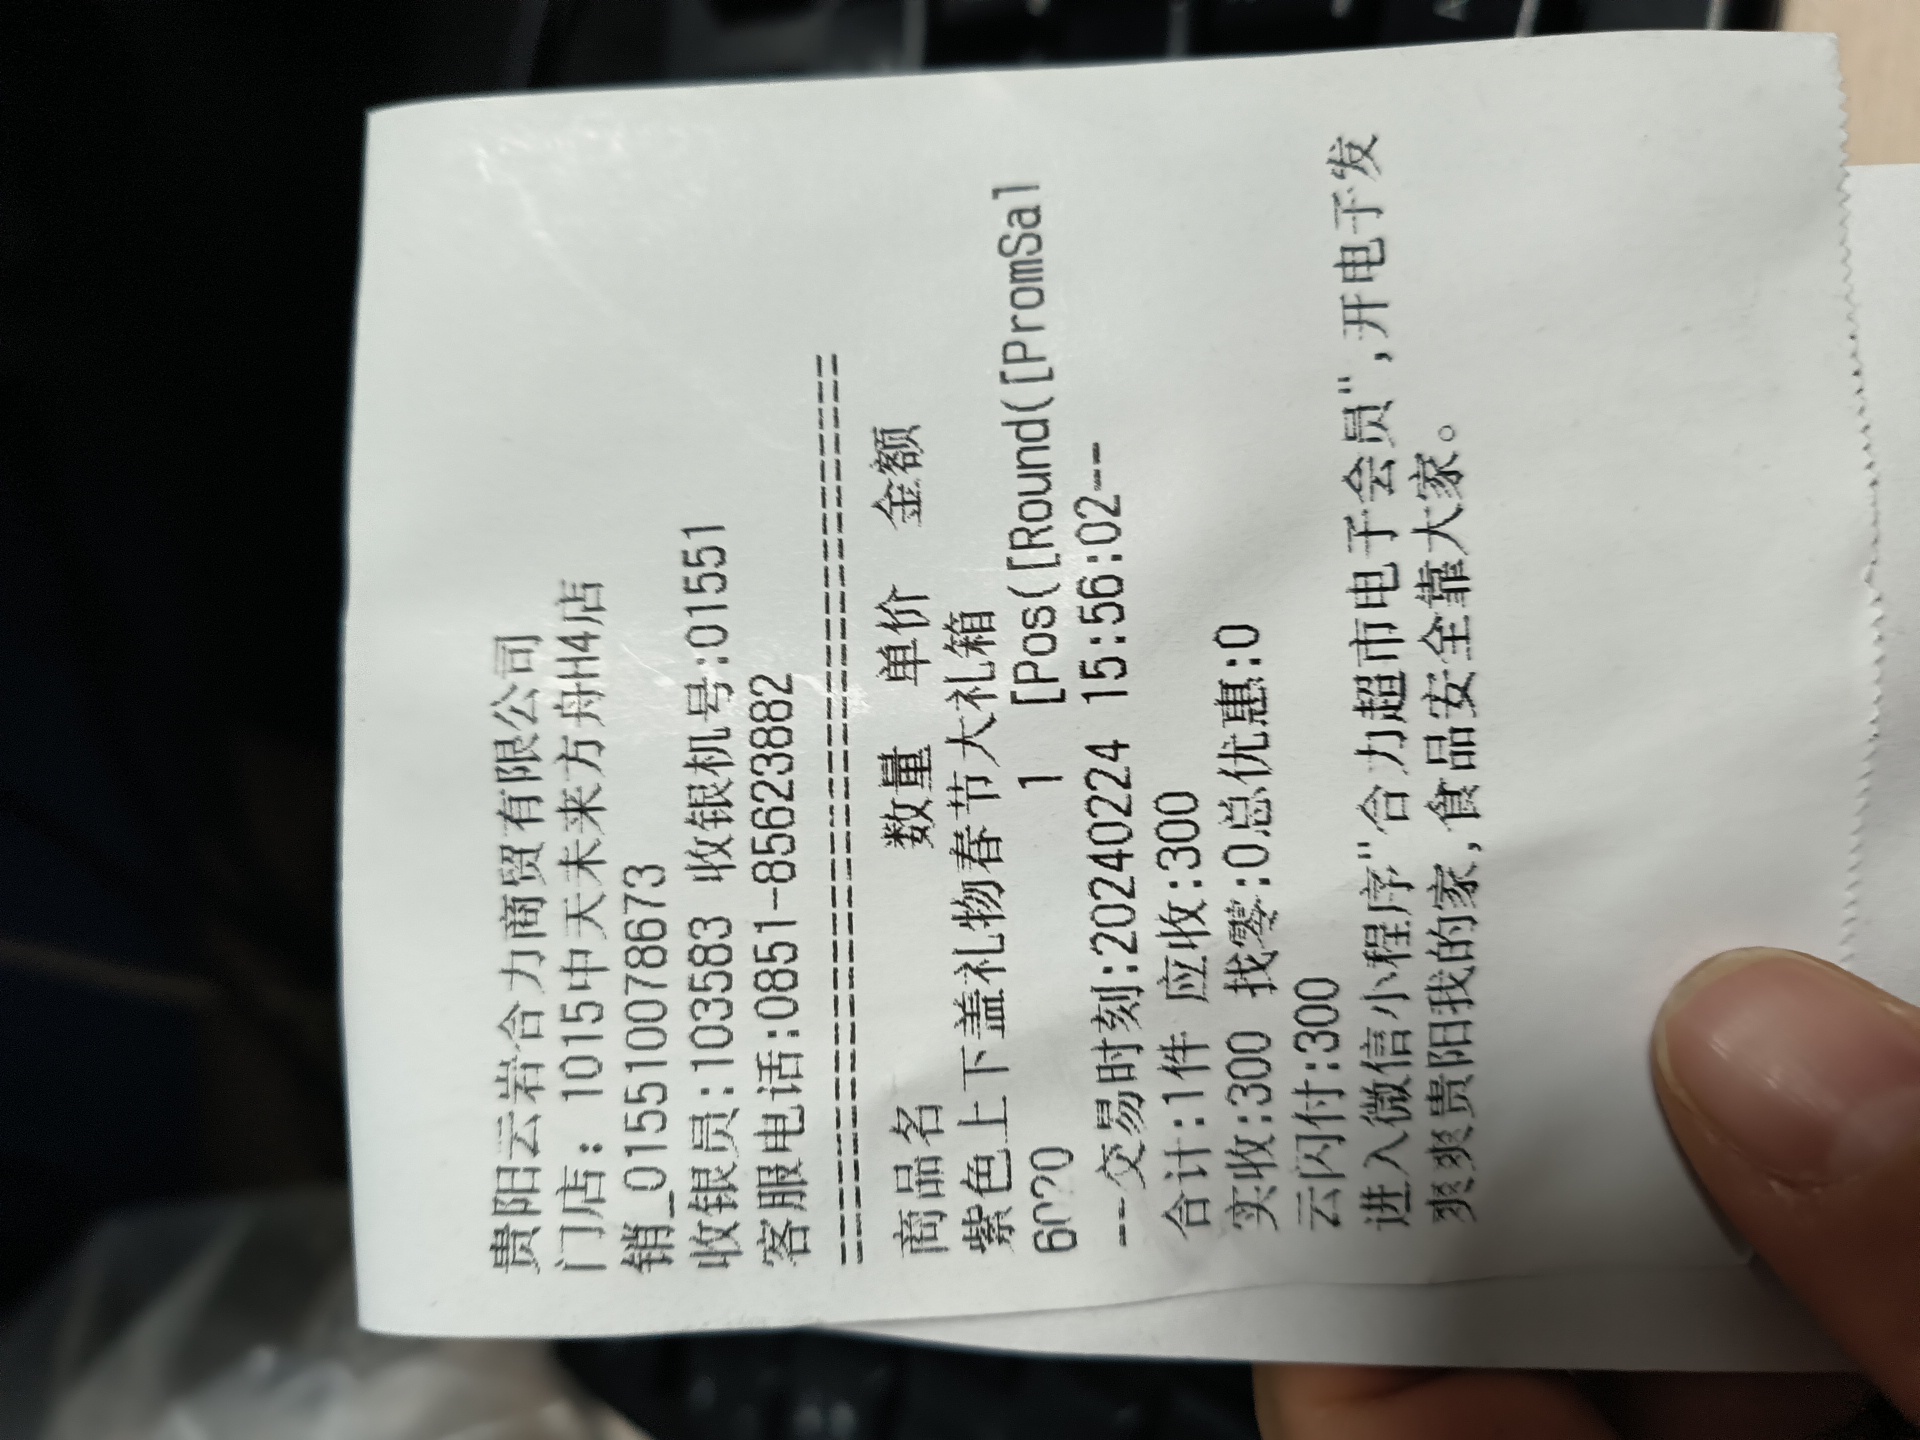 贵阳云岩合力商贸有限公司
门店: 1015中天未来方舟H4店
销_0155100786​73
收银员:103583 收银机号:01551
客服电话:0851-85623882
==========================================
商品名 数量 单价 金额
紫色上下盖礼物春节大礼箱
1 [Pos([Round([PromSal
---交易时刻:20240224 15:56:02--
合计:1件 应收:300
实收:300 找零:0总优惠:0
云闪付:300
进入微信小程序"合力超市电子会员",开电子发
爽爽贵阳我的家,食品安全靠大家。